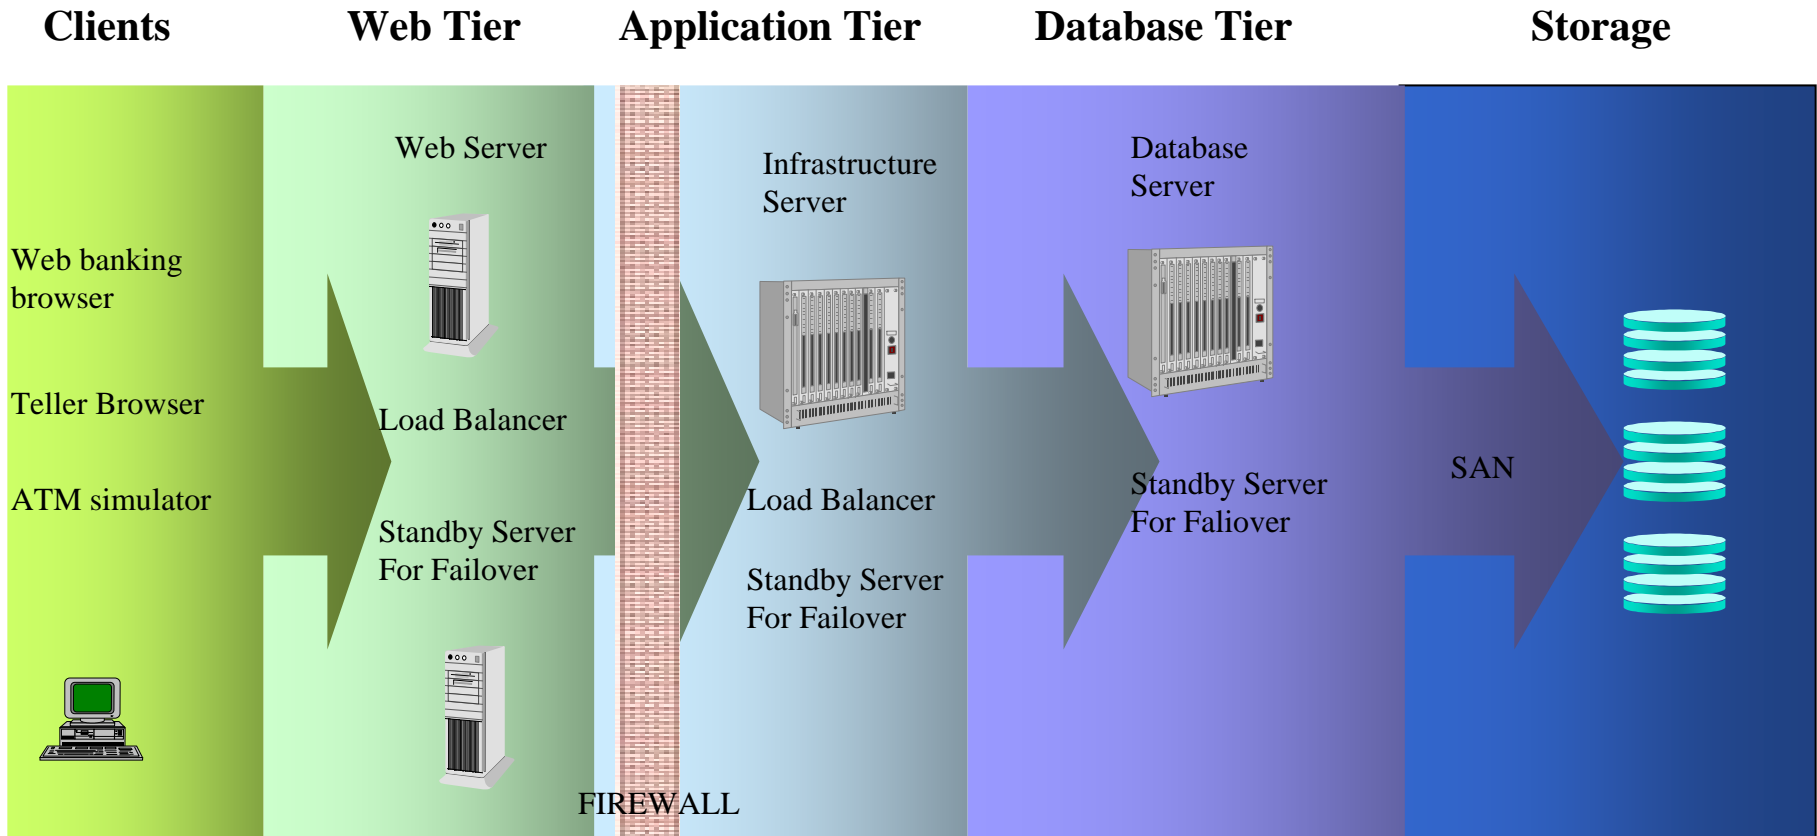 Clients
Web Tier
Application Tier
Database Tier
Storage
Web banking
browser
Teller Browser
ATM simulator
Web Server
Load Balancer
Standby Server
For Failover
FIREWALL
Infrastructure
Server
Load Balancer
Standby Server
For Failover
Database
Server
Standby Server
For Faliover
SAN